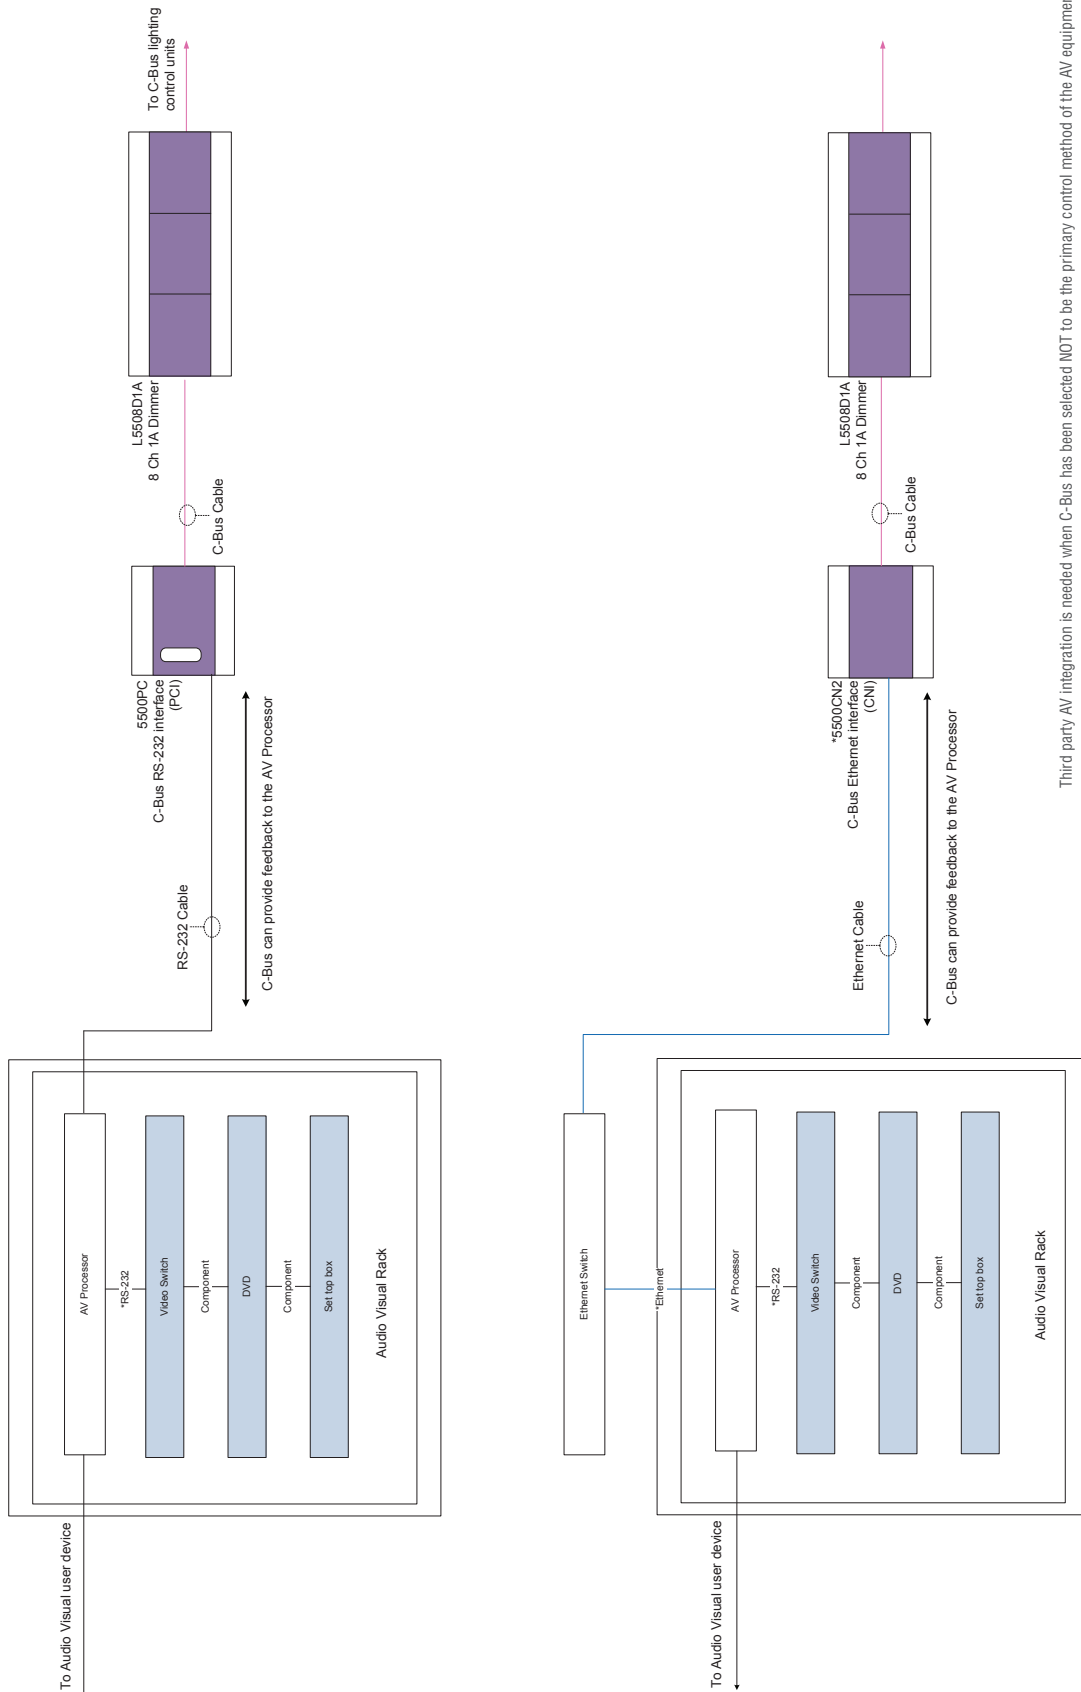 To C-Bus lighting
control units
L5508D1A
8 Ch 1A Dimmer
C-Bus Cable
5500PC
C-Bus RS-232 interface
(PCI)
C-Bus can provide feedback to the AV Processor
RS-232 Cable
AV Processor
*RS-232
Video Switch
Component
DVD
Component
Set top box
Audio Visual Rack
To Audio Visual user device
L5508D1A
8 Ch 1A Dimmer
C-Bus Cable
*5500CN2
C-Bus Ethernet interface
(CNI)
C-Bus can provide feedback to the AV Processor
Ethernet Cable
Ethernet Switch
*Ethernet
AV Processor
*RS-232
Video Switch
Component
DVD
Component
Set top box
Audio Visual Rack
To Audio Visual user device
Third party AV integration is needed when C-Bus has been selected NOT to be the primary control method of the AV equipmen